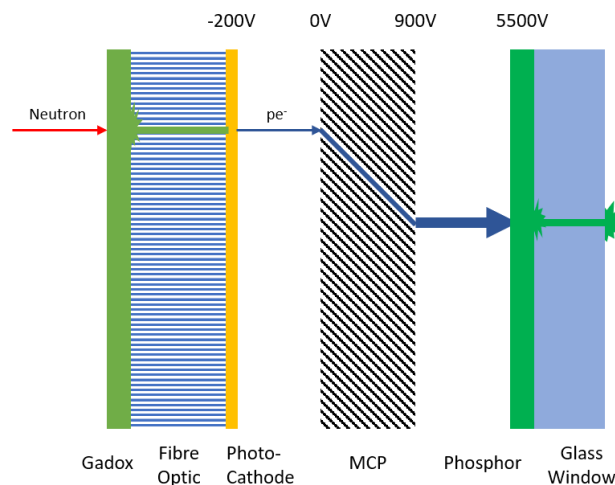 -200V 0V 900V 5500V
Neutron pe⁻
Gadox Fibre Optic Photo-Cathode MCP Phosphor Glass Window